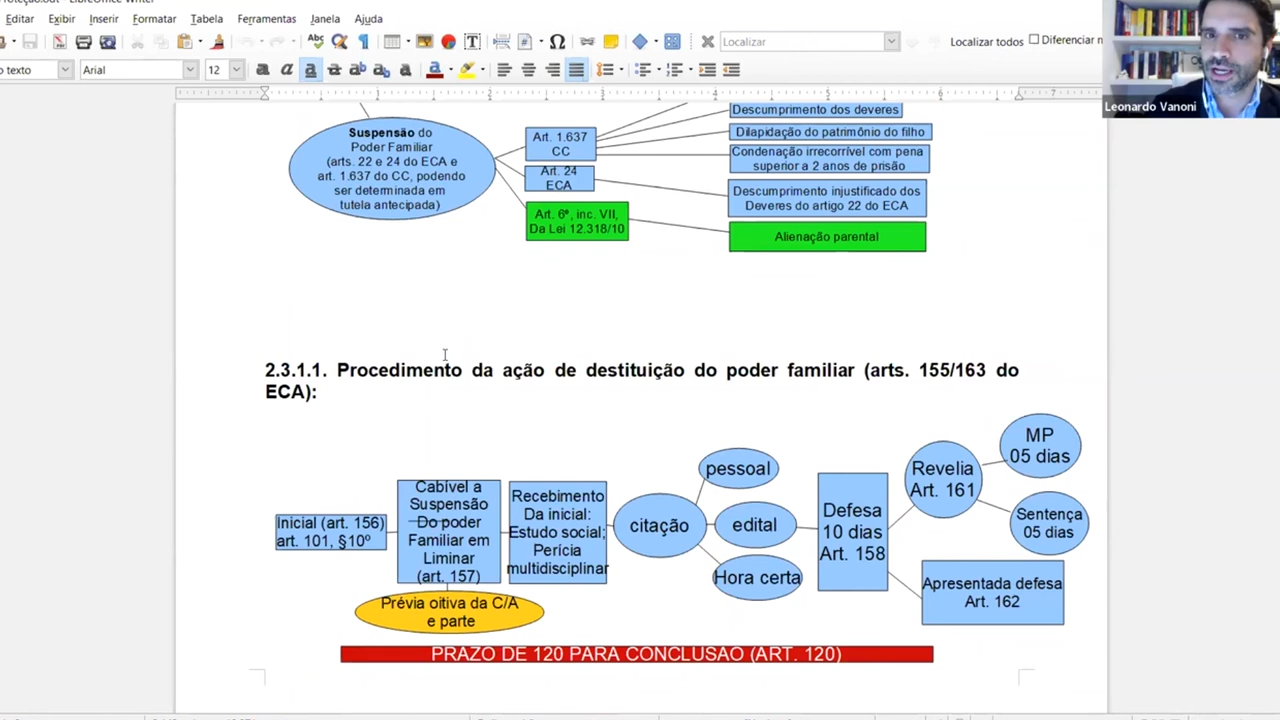 Proteção.odt - LibreOffice Writer
Editar Exibir Inserir Formatar Tabela Ferramentas Janela Ajuda
Localizar
Localizar todos
Diferenciar
texto
Arial
12
Leonardo Vanoni
Suspensão do
Poder Familiar
(arts. 22 e 24 do ECA e
art. 1.637 do CC, podendo
ser determinada em
tutela antecipada)
Art. 1.637
CC
Art. 24
ECA
Art. 6º, inc. VII,
Da Lei 12.318/10
Descumprimento dos deveres
Dilapidação do patrimônio do filho
Condenação irrecorrível com pena
superior a 2 anos de prisão
Descumprimento injustificado dos
Deveres do artigo 22 do ECA
Alienação parental
2.3.1.1. Procedimento da ação de destituição do poder familiar (arts. 155/163 do
ECA):
Inicial (art. 156)
art. 101, §10º
Cabível a
Suspensão
Do poder
Familiar em
Liminar
(art. 157)
Prévia oitiva da C/A
e parte
Recebimento
Da inicial:
Estudo social;
Perícia
multidisciplinar
citação
pessoal
edital
Hora certa
Defesa
10 dias
Art. 158
Revelia
Art. 161
MP
05 dias
Sentença
05 dias
Apresentada defesa
Art. 162
PRAZO DE 120 PARA CONCLUSAO (ART. 120)